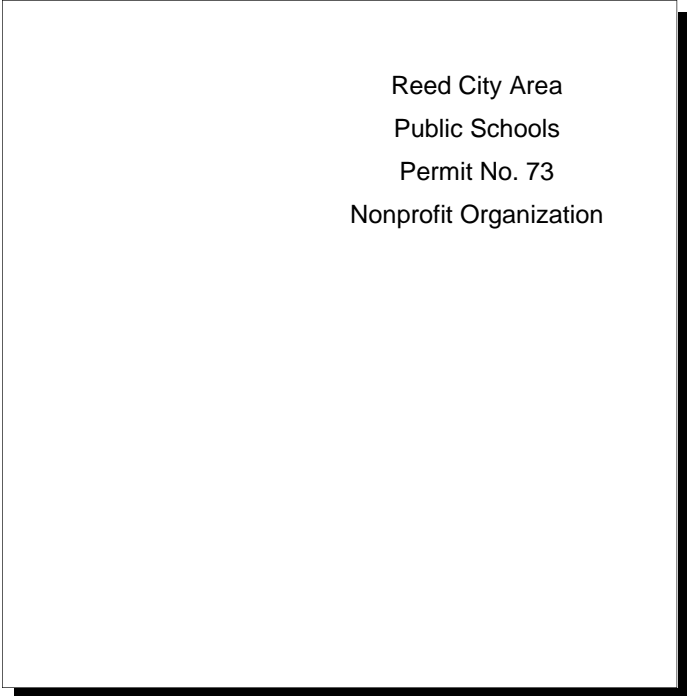 Reed City Area
Public Schools
Permit No. 73
Nonprofit Organization